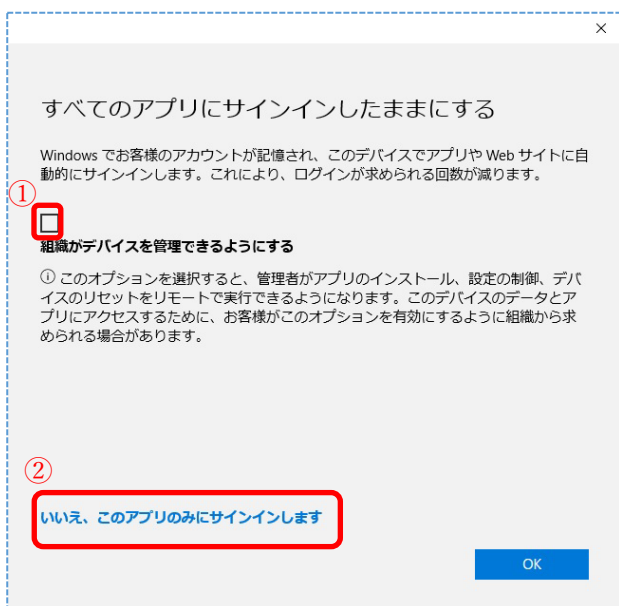 ×
すべてのアプリにサインインしたままにする
Windows でお客様のアカウントが記憶され、このデバイスでアプリや Web サイトに自
動的にサインインします。これにより、ログインが求められる回数が減ります。
①
組織がデバイスを管理できるようにする
ⓘ このオプションを選択すると、管理者がアプリのインストール、設定の制御、デバ
イスのリセットをリモートで実行できるようになります。このデバイスのデータとア
プリにアクセスするために、お客様がこのオプションを有効にするように組織から求
められる場合があります。
②
いいえ、このアプリのみにサインインします
OK